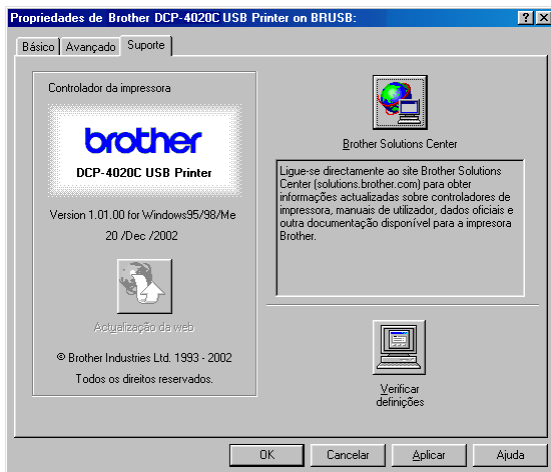 Propriedades de Brother DCP-4020C USB Printer on BRUSB:
Básico
Avançado
Suporte
Controlador da impressora
brother
DCP-4020C USB Printer
Version 1.01.00 for Windows95/98/Me
20 /Dec /2002
Actualização da web
© Brother Industries Ltd. 1993 - 2002
Todos os direitos reservados.
Brother Solutions Center
Ligue-se directamente ao site Brother Solutions
Center (solutions.brother.com) para obter
informações actualizadas sobre controladores de
impressora, manuais de utilizador, dados oficiais e
outra documentação disponível para a impresora
Brother.
Verificar
definições
OK
Cancelar
Aplicar
Ajuda